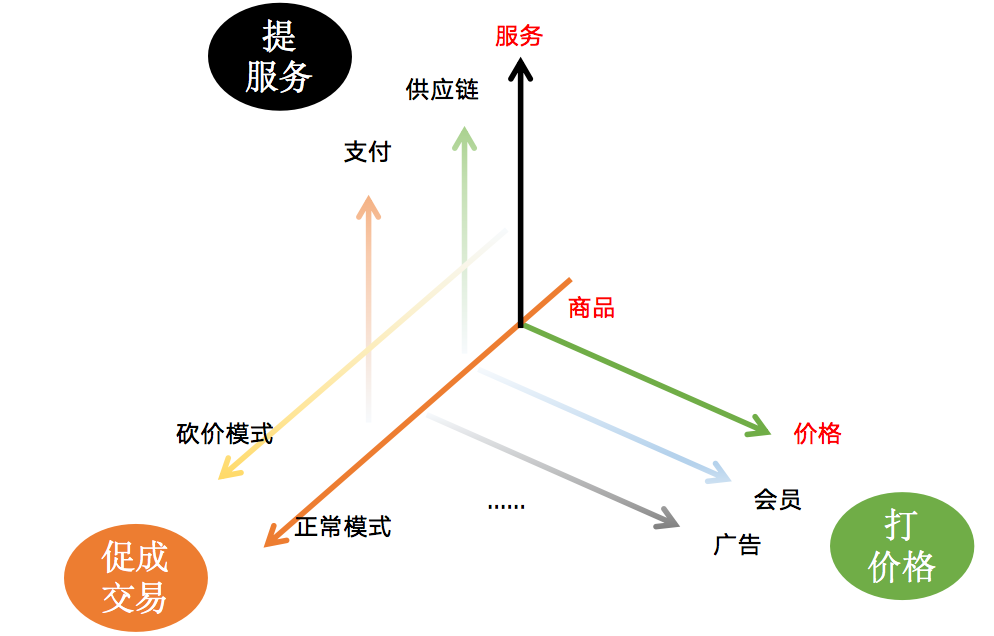 提
服务
服务
供应链
支付
商品
砍价模式
价格
会员
......
正常模式
广告
打
价格
促成
交易